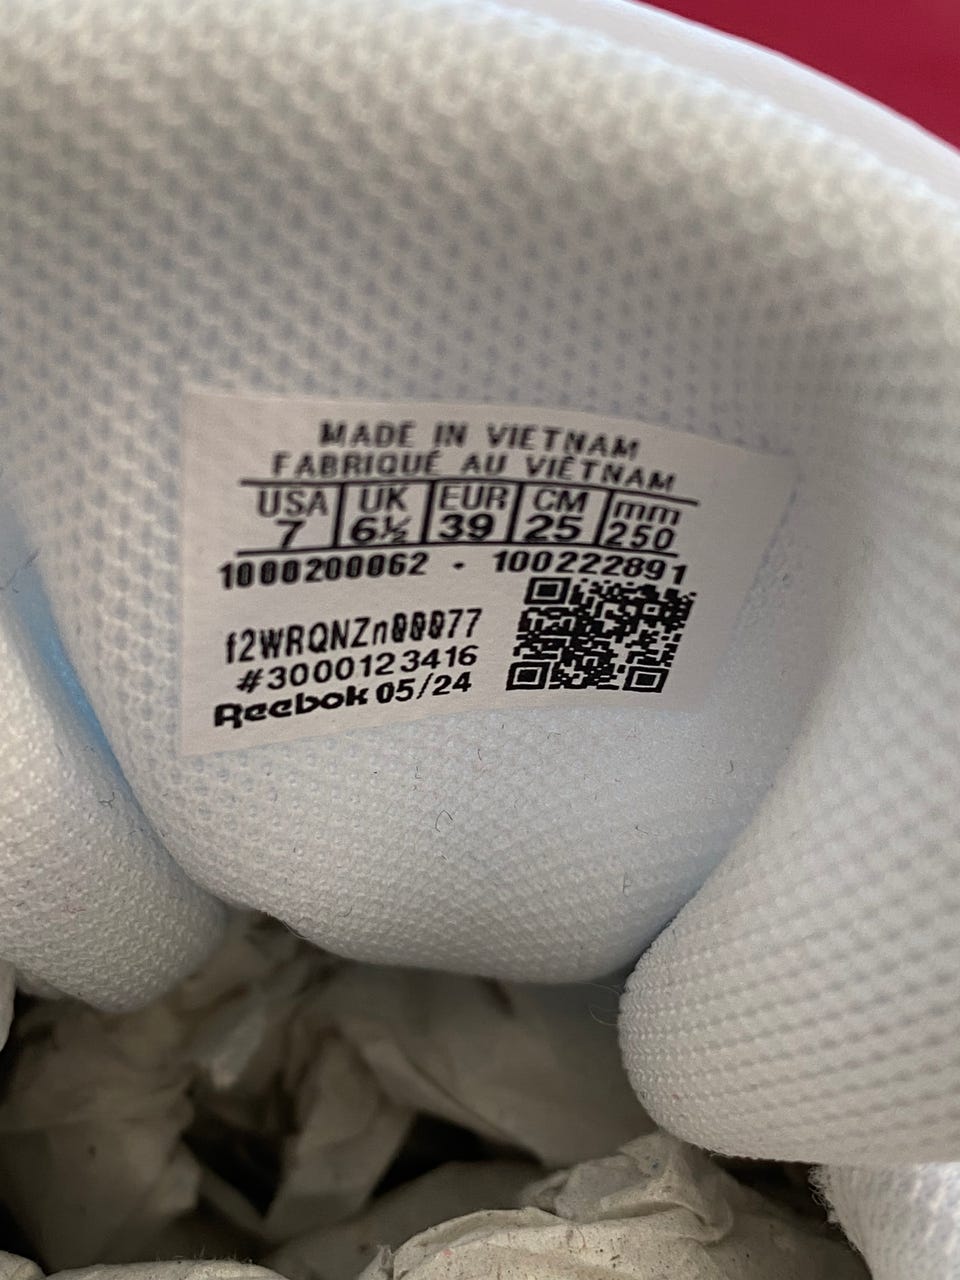 MADE IN VIETNAM
FABRIQUÉ AU VIÊTNAM
USA UK EUR CM mm
7 6½ 39 25 250
1000200062 - 100222891
f2WRQNZn00077
#3000123416
Reebok 05/24